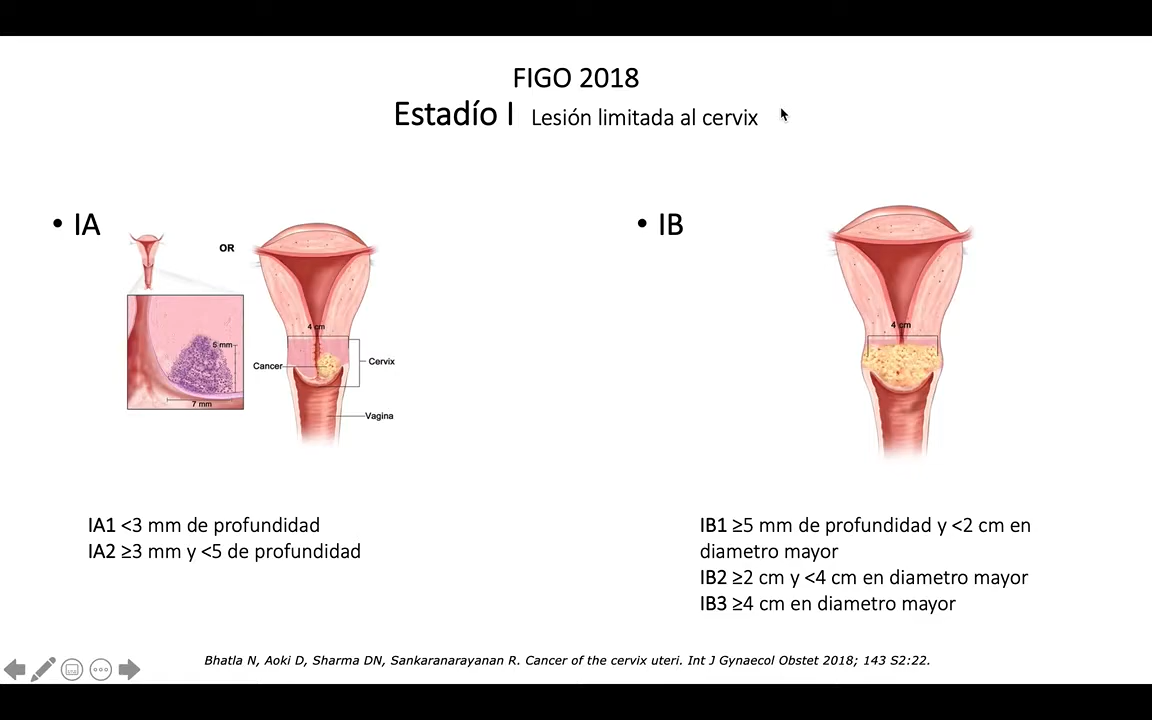 FIGO 2018
Estadío I Lesión limitada al cervix
• IA
OR
5 mm
7 mm
4 cm
Cancer
Cervix
Vagina
IA1 <3 mm de profundidad
IA2 ≥3 mm y <5 de profundidad
• IB
4 cm
IB1 ≥5 mm de profundidad y <2 cm en
diametro mayor
IB2 ≥2 cm y <4 cm en diametro mayor
IB3 ≥4 cm en diametro mayor
Bhatla N, Aoki D, Sharma DN, Sankaranarayanan R. Cancer of the cervix uteri. Int J Gynaecol Obstet 2018; 143 S2:22.